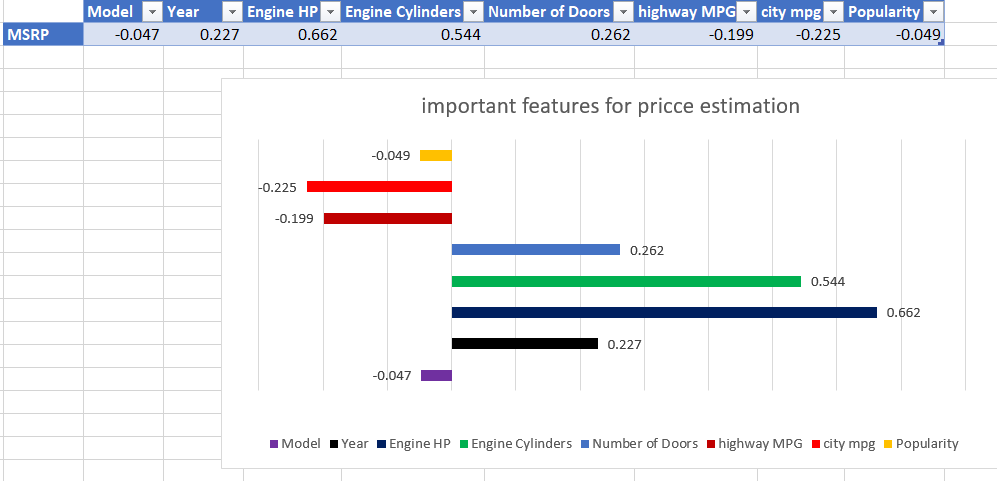 Model Year Engine HP Engine Cylinders Number of Doors highway MPG city mpg Popularity
MSRP -0.047 0.227 0.662 0.544 0.262 -0.199 -0.225 -0.049
important features for pricce estimation
-0.049
-0.225
-0.199
0.262
0.544
0.662
0.227
-0.047
Model Year Engine HP Engine Cylinders Number of Doors highway MPG city mpg Popularity